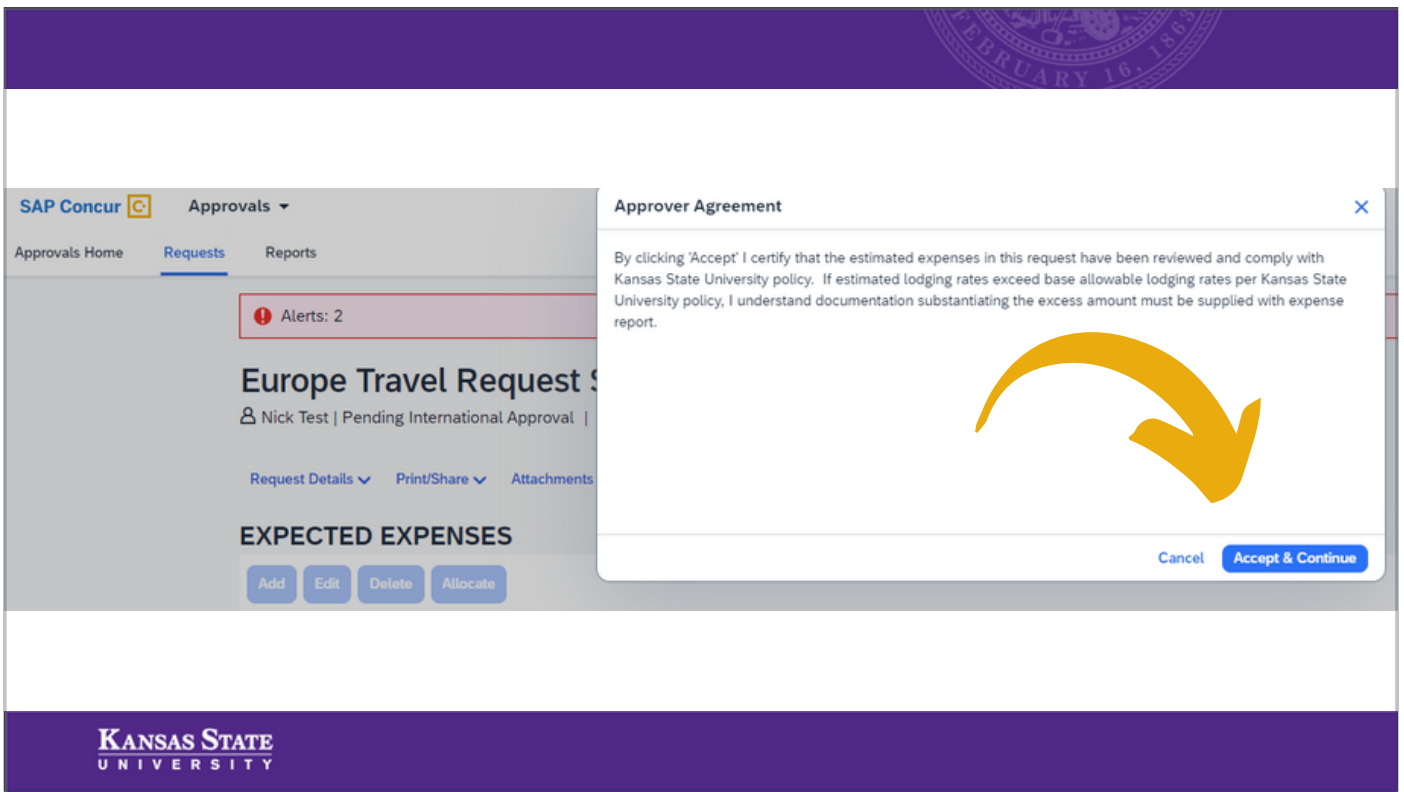 FEBRUARY 16, 1863
SAP Concur C Approvals
Approvals Home Requests Reports
Alerts: 2
Europe Travel Request
Nick Test | Pending International Approval |
Request Details Print/Share Attachments
EXPECTED EXPENSES
Add Edit Delete Allocate
Approver Agreement
By clicking 'Accept' I certify that the estimated expenses in this request have been reviewed and comply with
Kansas State University policy. If estimated lodging rates exceed base allowable lodging rates per Kansas State
University policy, I understand documentation substantiating the excess amount must be supplied with expense
report.
Cancel Accept & Continue
KANSAS STATE
UNIVERSITY